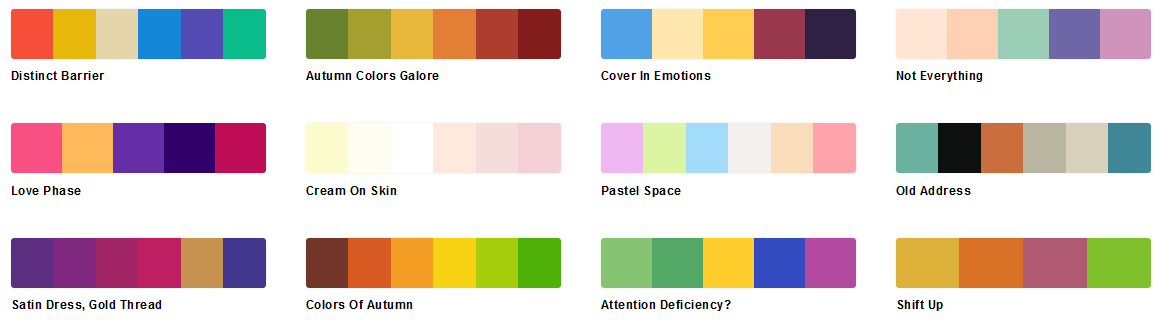 Distinct Barrier
Autumn Colors Galore
Cover In Emotions
Not Everything
Love Phase
Cream On Skin
Pastel Space
Old Address
Satin Dress, Gold Thread
Colors Of Autumn
Attention Deficiency?
Shift Up